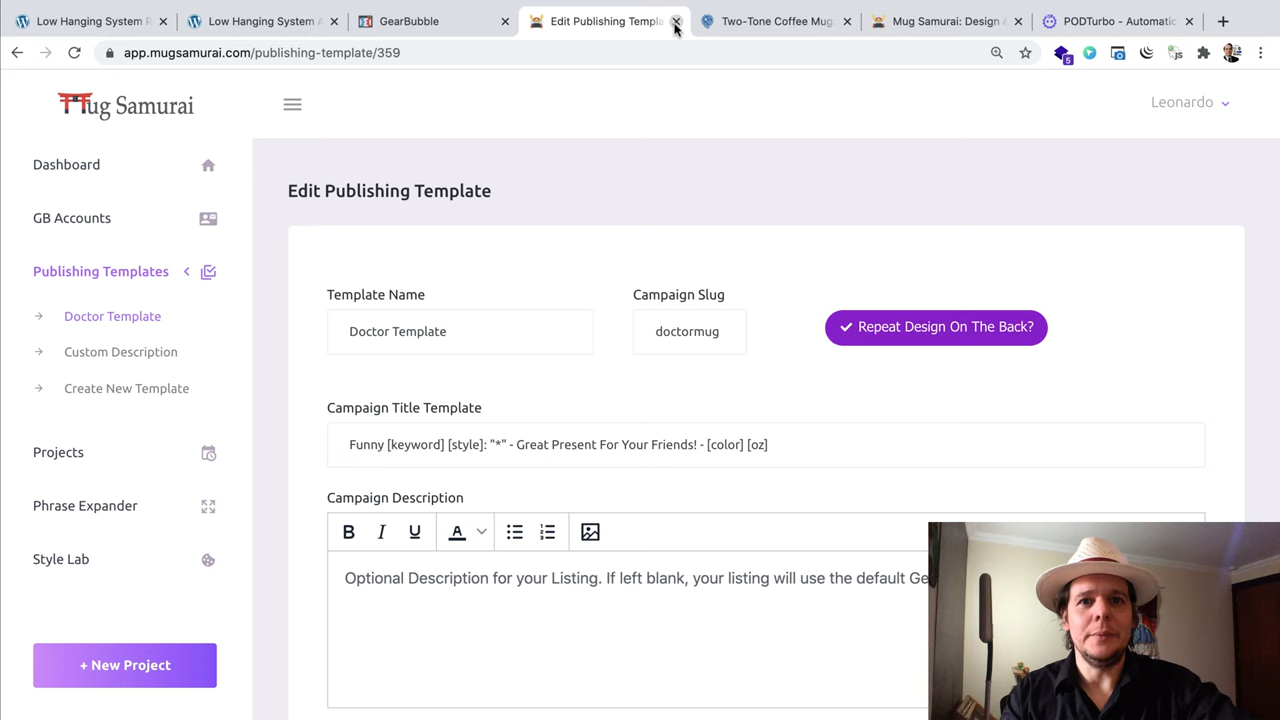 Low Hanging System R
Low Hanging System A
GearBubble
Edit Publishing Templa
Two-Tone Coffee Mug
Mug Samurai: Design &
PODTurbo - Automatic
app.mugsamurai.com/publishing-template/359
5
Mug Samurai
Leonardo
Dashboard
GB Accounts
Publishing Templates
Doctor Template
Custom Description
Create New Template
Projects
Phrase Expander
Style Lab
+ New Project
Edit Publishing Template
Template Name
Campaign Slug
Doctor Template
doctormug
Repeat Design On The Back?
Campaign Title Template
Funny [keyword] [style]: "*" - Great Present For Your Friends! - [color] [oz]
Campaign Description
B I U A
Optional Description for your Listing. If left blank, your listing will use the default Ge